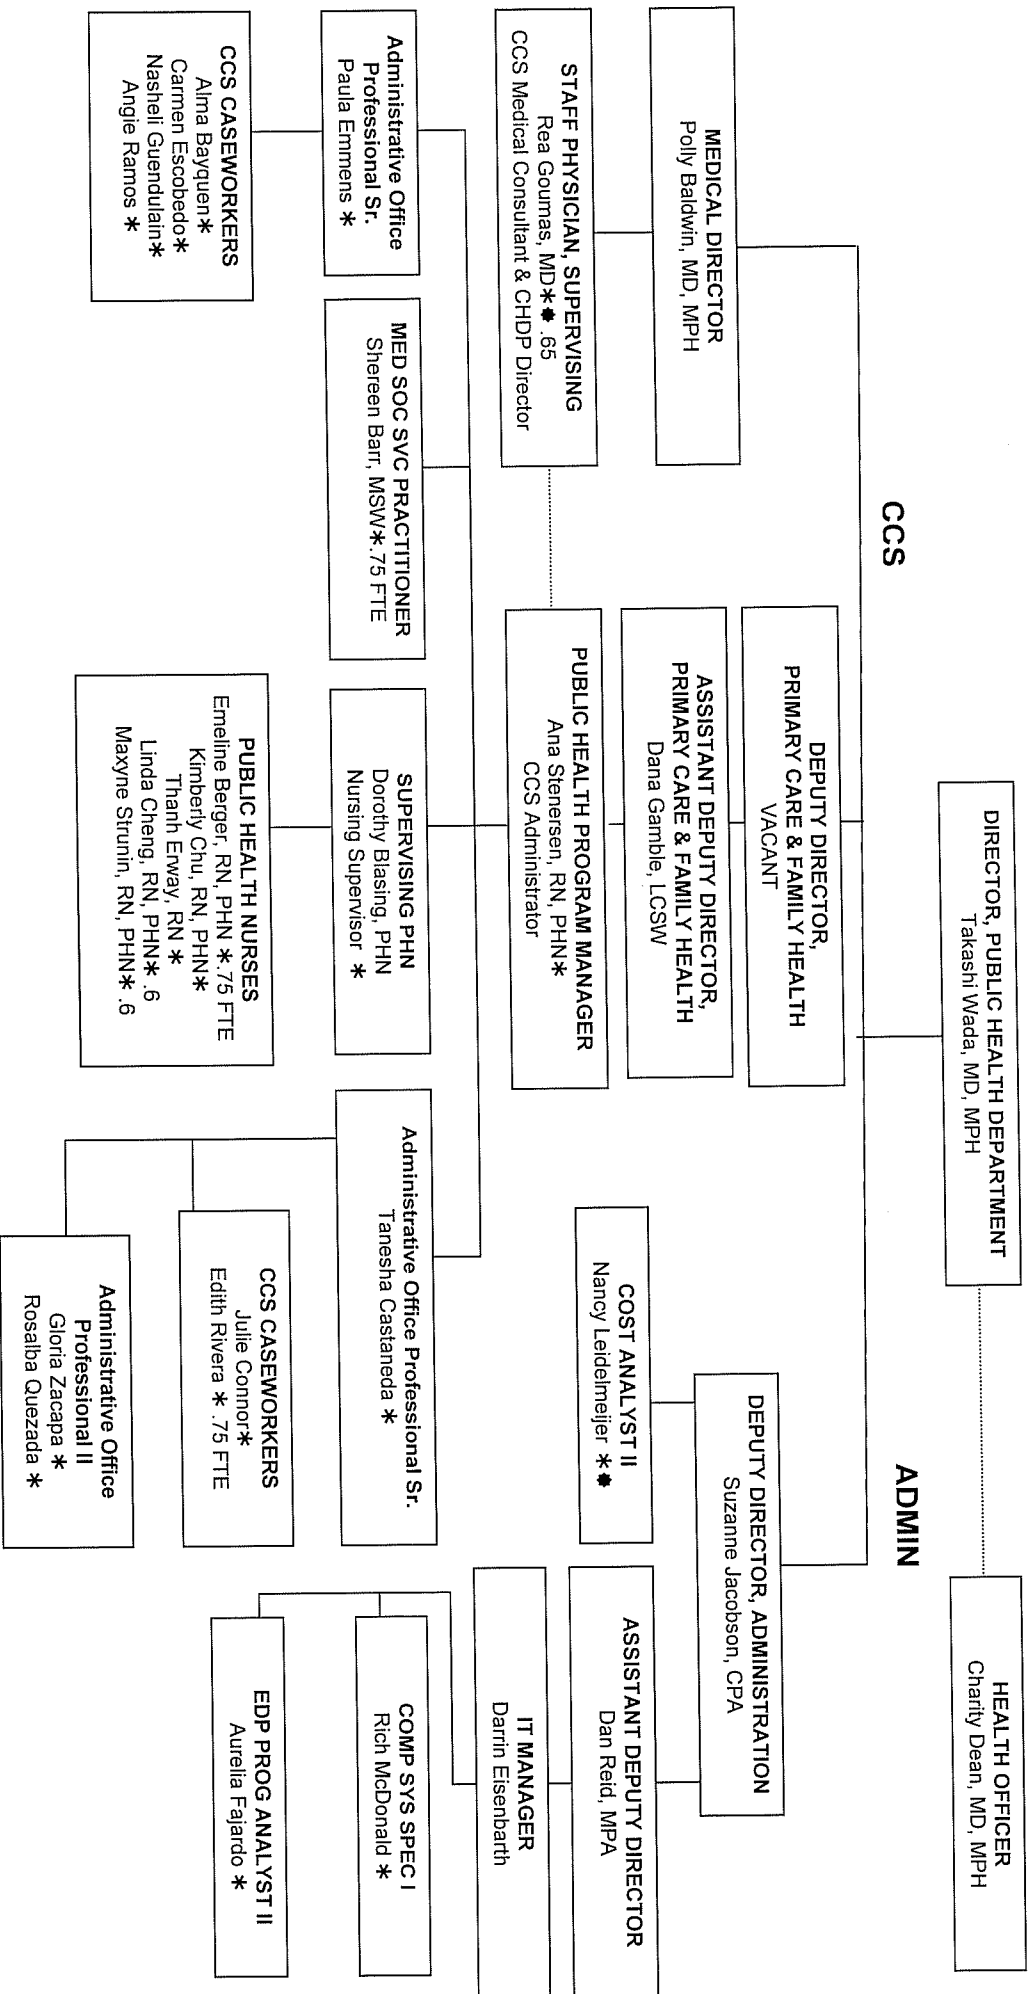 DIRECTOR, PUBLIC HEALTH DEPARTMENT
Takashi Wada, MD, MPH
HEALTH OFFICER
Charity Dean, MD, MPH
CCS
ADMIN
MEDICAL DIRECTOR
Polly Baldwin, MD, MPH
DEPUTY DIRECTOR,
PRIMARY CARE & FAMILY HEALTH
VACANT
DEPUTY DIRECTOR, ADMINISTRATION
Suzanne Jacobson, CPA
ASSISTANT DEPUTY DIRECTOR,
PRIMARY CARE & FAMILY HEALTH
Dana Gamble, LCSW
STAFF PHYSICIAN, SUPERVISING
Rea Goumas, MD** .65
CCS Medical Consultant & CHDP Director
PUBLIC HEALTH PROGRAM MANAGER
Ana Stenersen, RN, PHN*
CCS Administrator
COST ANALYST II
Nancy Leidelmeijer **
ASSISTANT DEPUTY DIRECTOR
Dan Reid, MPA
IT MANAGER
Darrin Eisenbarth
Administrative Office
Professional Sr.
Paula Emmens *
MED SOC SVC PRACTITIONER
Shereen Barr, MSW*.75 FTE
SUPERVISING PHN
Dorothy Blasing, PHN
Nursing Supervisor *
Administrative Office Professional Sr.
Tanesha Castaneda *
COMP SYS SPEC I
Rich McDonald *
CCS CASEWORKERS
Alma Bayquen*
Carmen Escobedo*
Nasheli Guendulain*
Angie Ramos *
PUBLIC HEALTH NURSES
Emeline Berger, RN, PHN *.75 FTE
Kimberly Chu, RN, PHN*
Thanh Erway, RN *
Linda Cheng, RN, PHN* .6
Maxyne Strunin, RN, PHN* .6
CCS CASEWORKERS
Julie Connor*
Edith Rivera * .75 FTE
EDP PROG ANALYST II
Aurelia Fajardo *
Administrative Office
Professional II
Gloria Zacapa *
Rosalba Quezada *